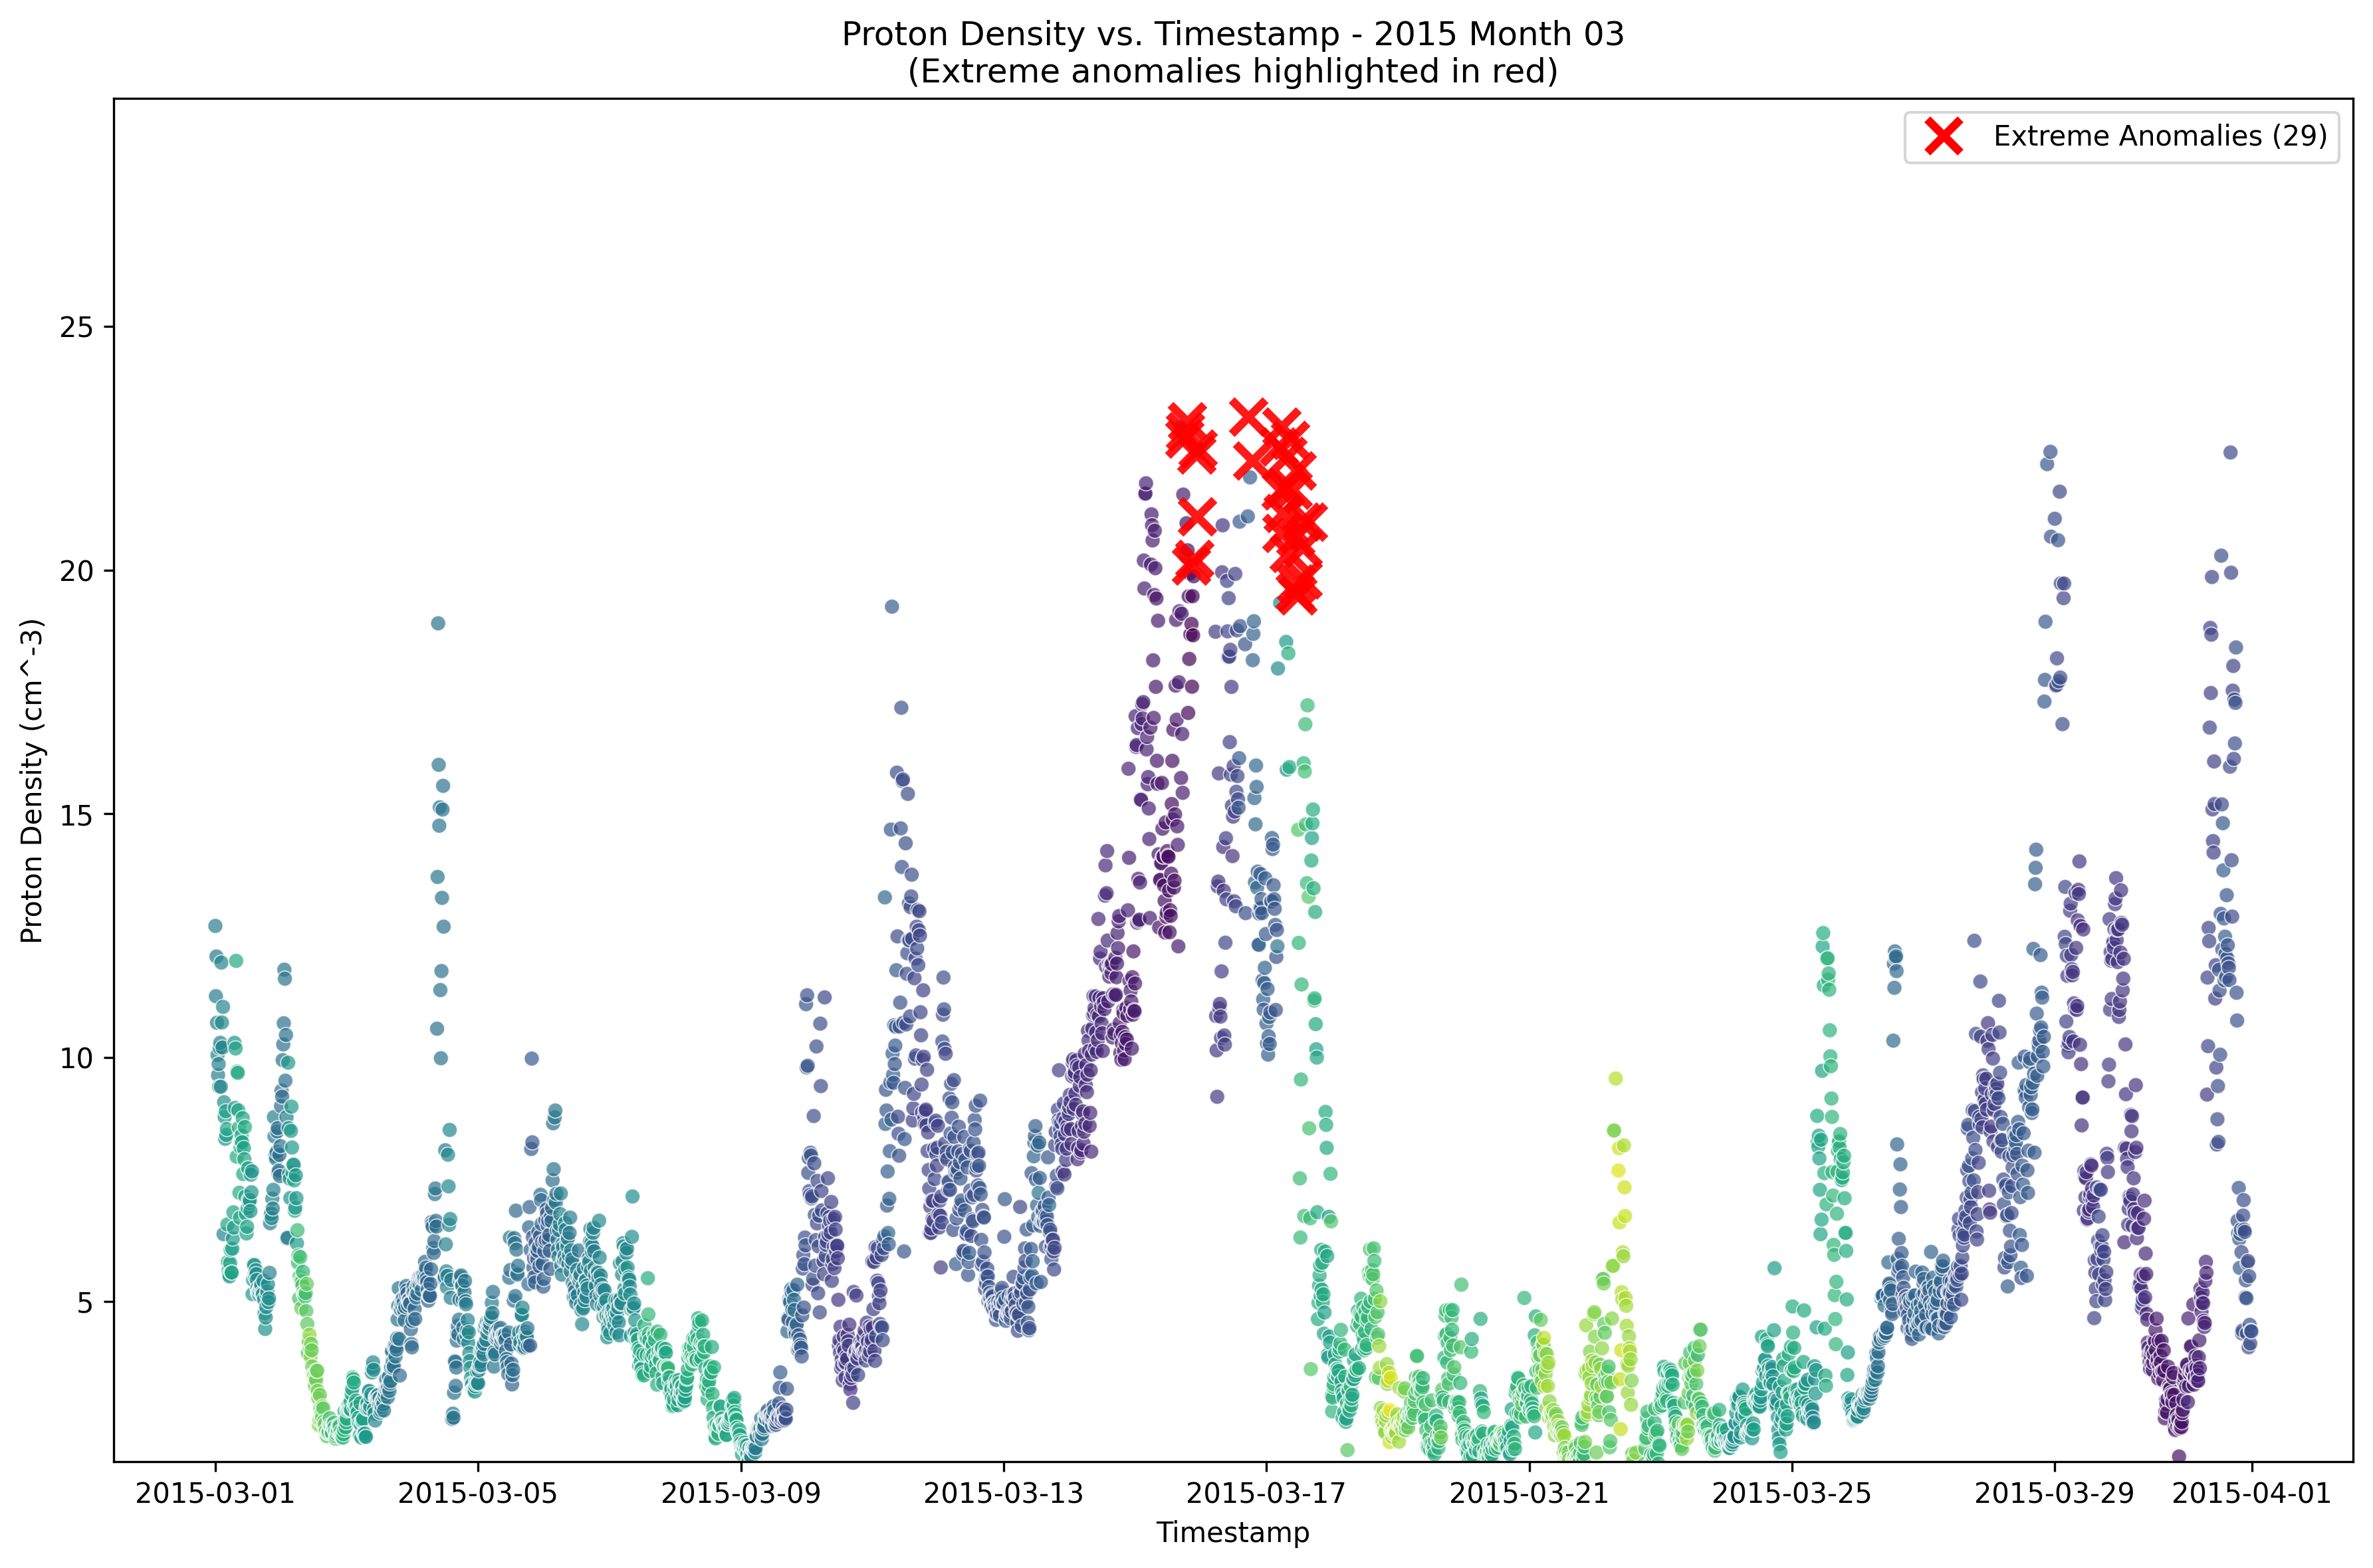 Proton Density vs. Timestamp - 2015 Month 03
(Extreme anomalies highlighted in red)
Extreme Anomalies (29)
Proton Density (cm^-3)
25
20
15
10
5
2015-03-01
2015-03-05
2015-03-09
2015-03-13
2015-03-17
2015-03-21
2015-03-25
2015-03-29
2015-04-01
Timestamp